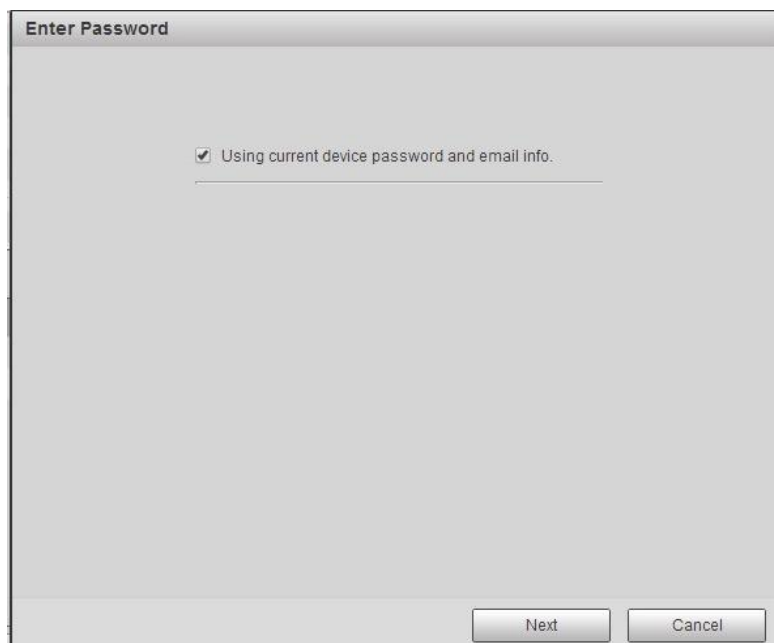 Enter Password
Using current device password and email info.
Next
Cancel